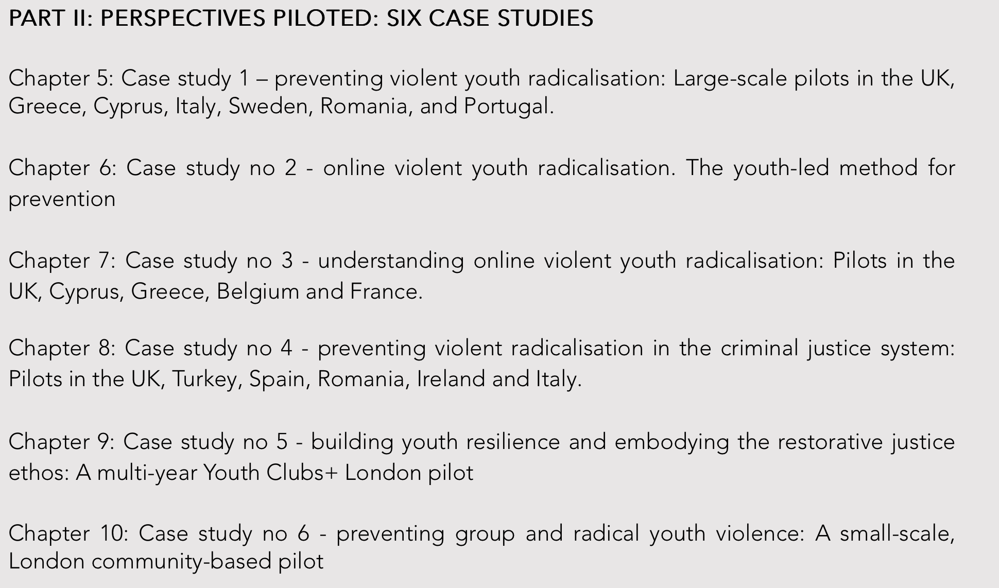 PART II: PERSPECTIVES PILOTED: SIX CASE STUDIES
Chapter 5: Case study 1 – preventing violent youth radicalisation: Large-scale pilots in the UK,
Greece, Cyprus, Italy, Sweden, Romania, and Portugal.
Chapter 6: Case study no 2 - online violent youth radicalisation. The youth-led method for
prevention
Chapter 7: Case study no 3 - understanding online violent youth radicalisation: Pilots in the
UK, Cyprus, Greece, Belgium and France.
Chapter 8: Case study no 4 - preventing violent radicalisation in the criminal justice system:
Pilots in the UK, Turkey, Spain, Romania, Ireland and Italy.
Chapter 9: Case study no 5 - building youth resilience and embodying the restorative justice
ethos: A multi-year Youth Clubs+ London pilot
Chapter 10: Case study no 6 - preventing group and radical youth violence: A small-scale,
London community-based pilot